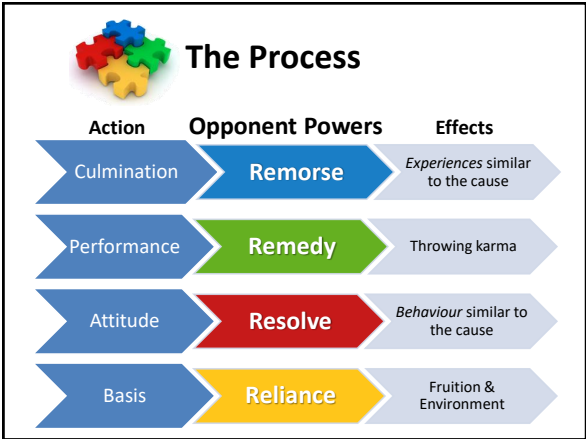 The Process
Action Opponent Powers Effects
Culmination Remorse Experiences similar
to the cause
Performance Remedy Throwing karma
Attitude Resolve Behaviour similar to
the cause
Basis Reliance Fruition &
Environment